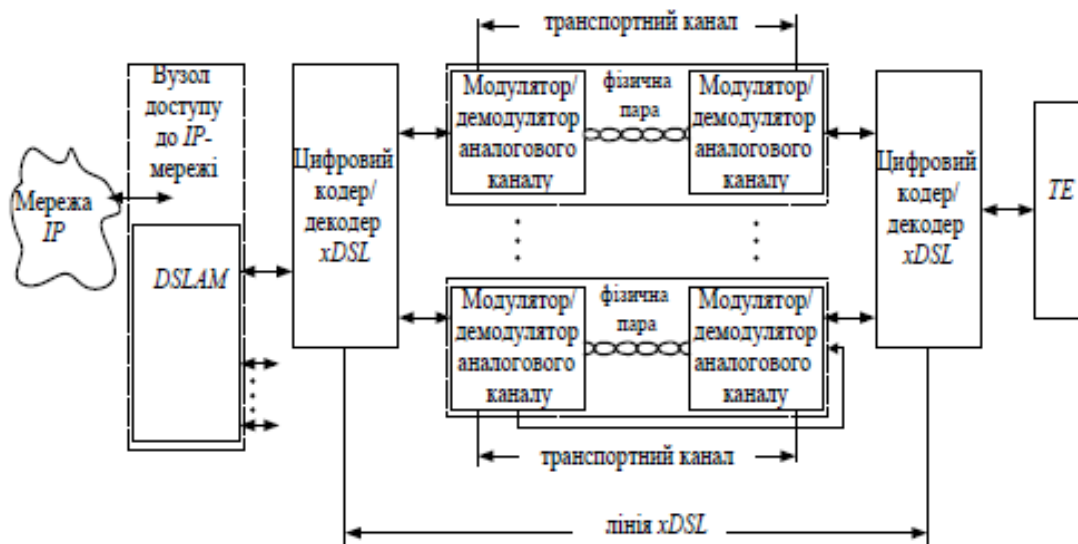 транспортний канал
Вузол
доступу
до IP-
мережі
Мережа
IP
DSLAM
Цифровий
кодер/
декодер
xDSL
Модулятор/
демодулятор
аналогового
каналу
фізична
пара
Модулятор/
демодулятор
аналогового
каналу
Цифровий
кодер/
декодер
xDSL
TE
Модулятор/
демодулятор
аналогового
каналу
фізична
пара
Модулятор/
демодулятор
аналогового
каналу
транспортний канал
лінія xDSL